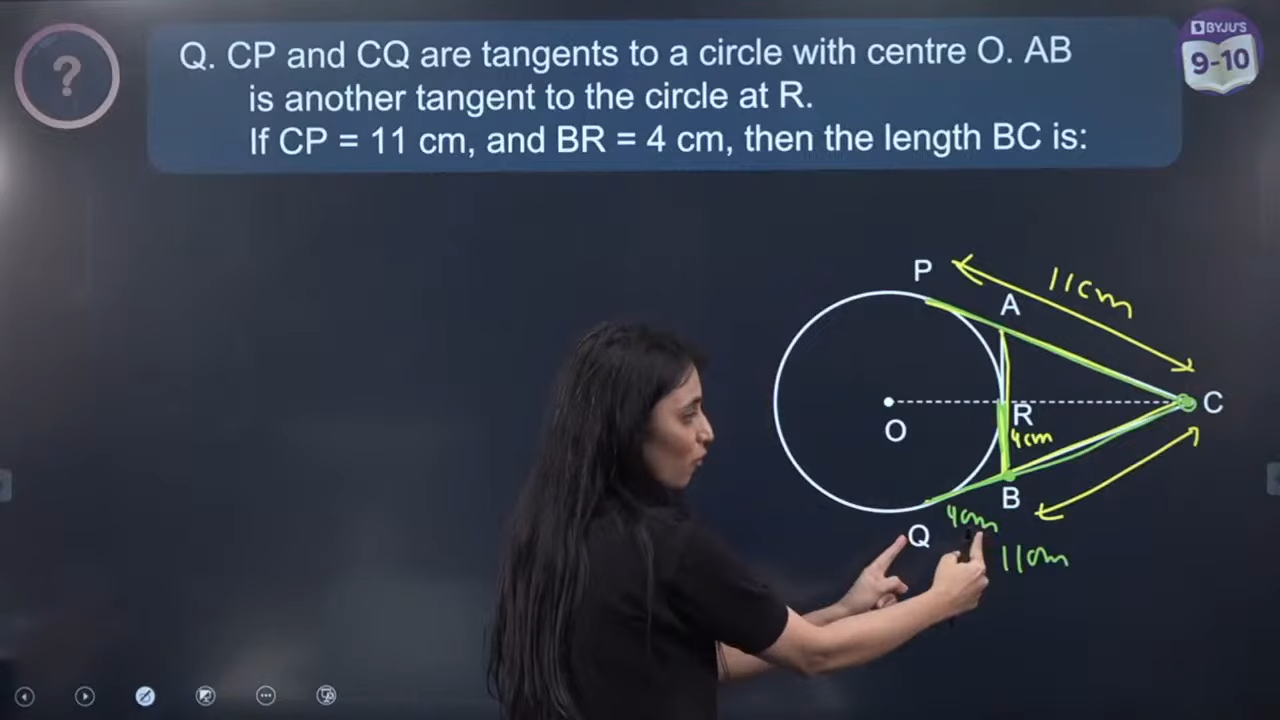 ?
Q. CP and CQ are tangents to a circle with centre O. AB
is another tangent to the circle at R.
If CP = 11 cm, and BR = 4 cm, then the length BC is:
BYJU'S
9-10
P
11cm
A
O
R
C
4cm
B
4cm
Q
11cm